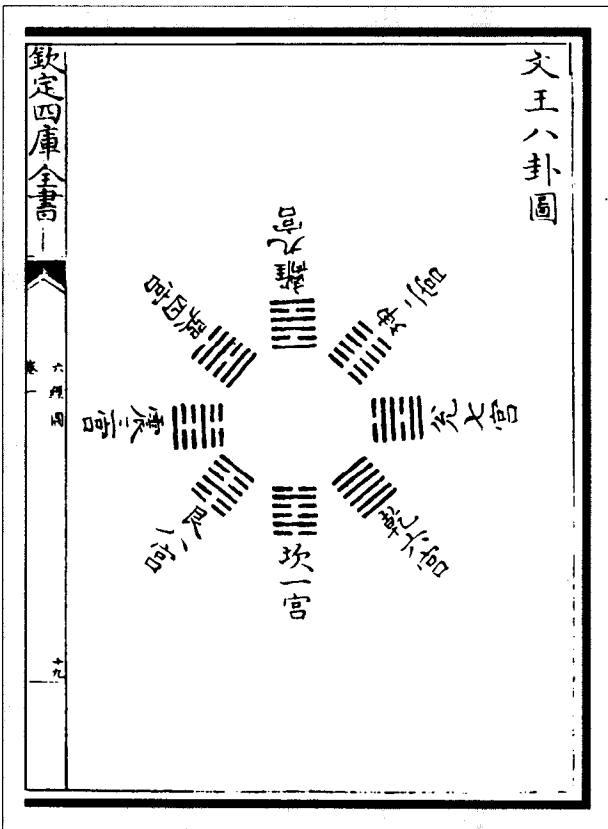 文王八卦圖
離九宮
坤二宮
兌七宮
乾六宮
坎一宮
艮八宮
震三宮
巽四宮
欽定四庫全書
六經圖
卷一
十九